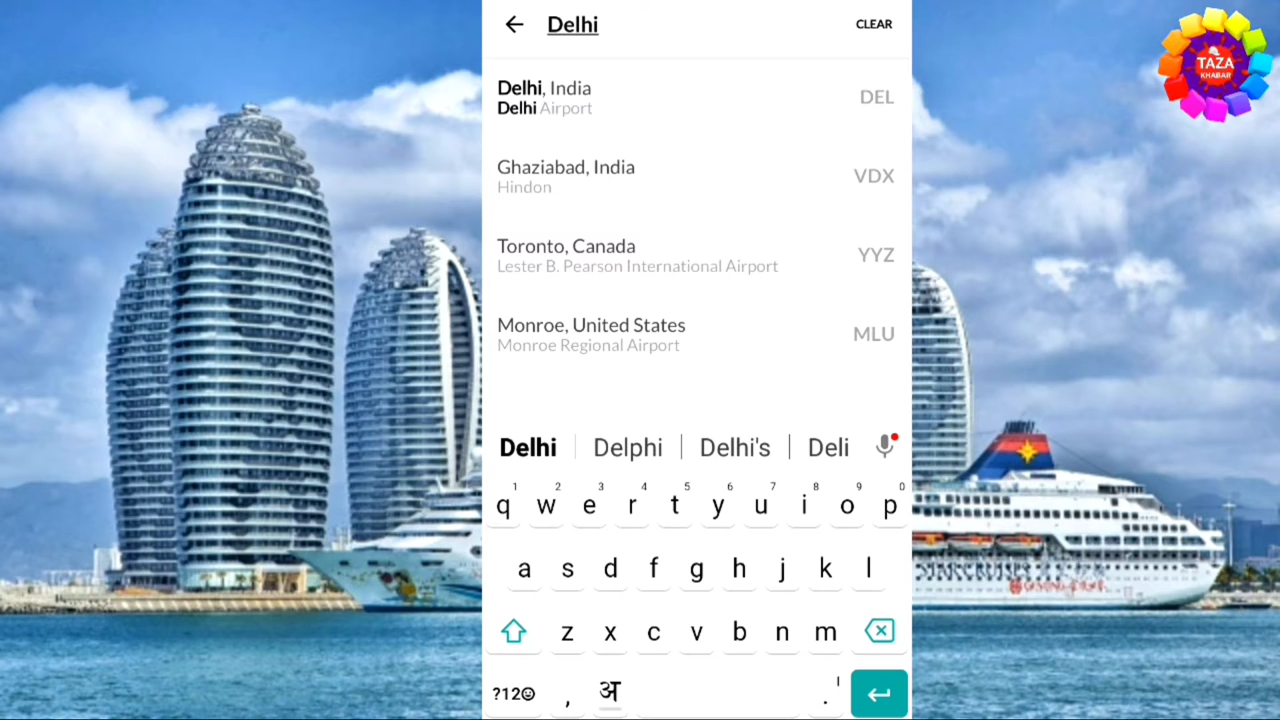 Delhi
CLEAR
Delhi, India
Delhi Airport
DEL
Ghaziabad, India
Hindon
VDX
Toronto, Canada
Lester B. Pearson International Airport
YYZ
Monroe, United States
Monroe Regional Airport
MLU
TAZA
KHABAR
Delhi Delphi Delhi's Deli
1 2 3 4 5 6 7 8 9 0
q w e r t y u i o p
a s d f g h j k l
z x c v b n m
?12 , अ . '